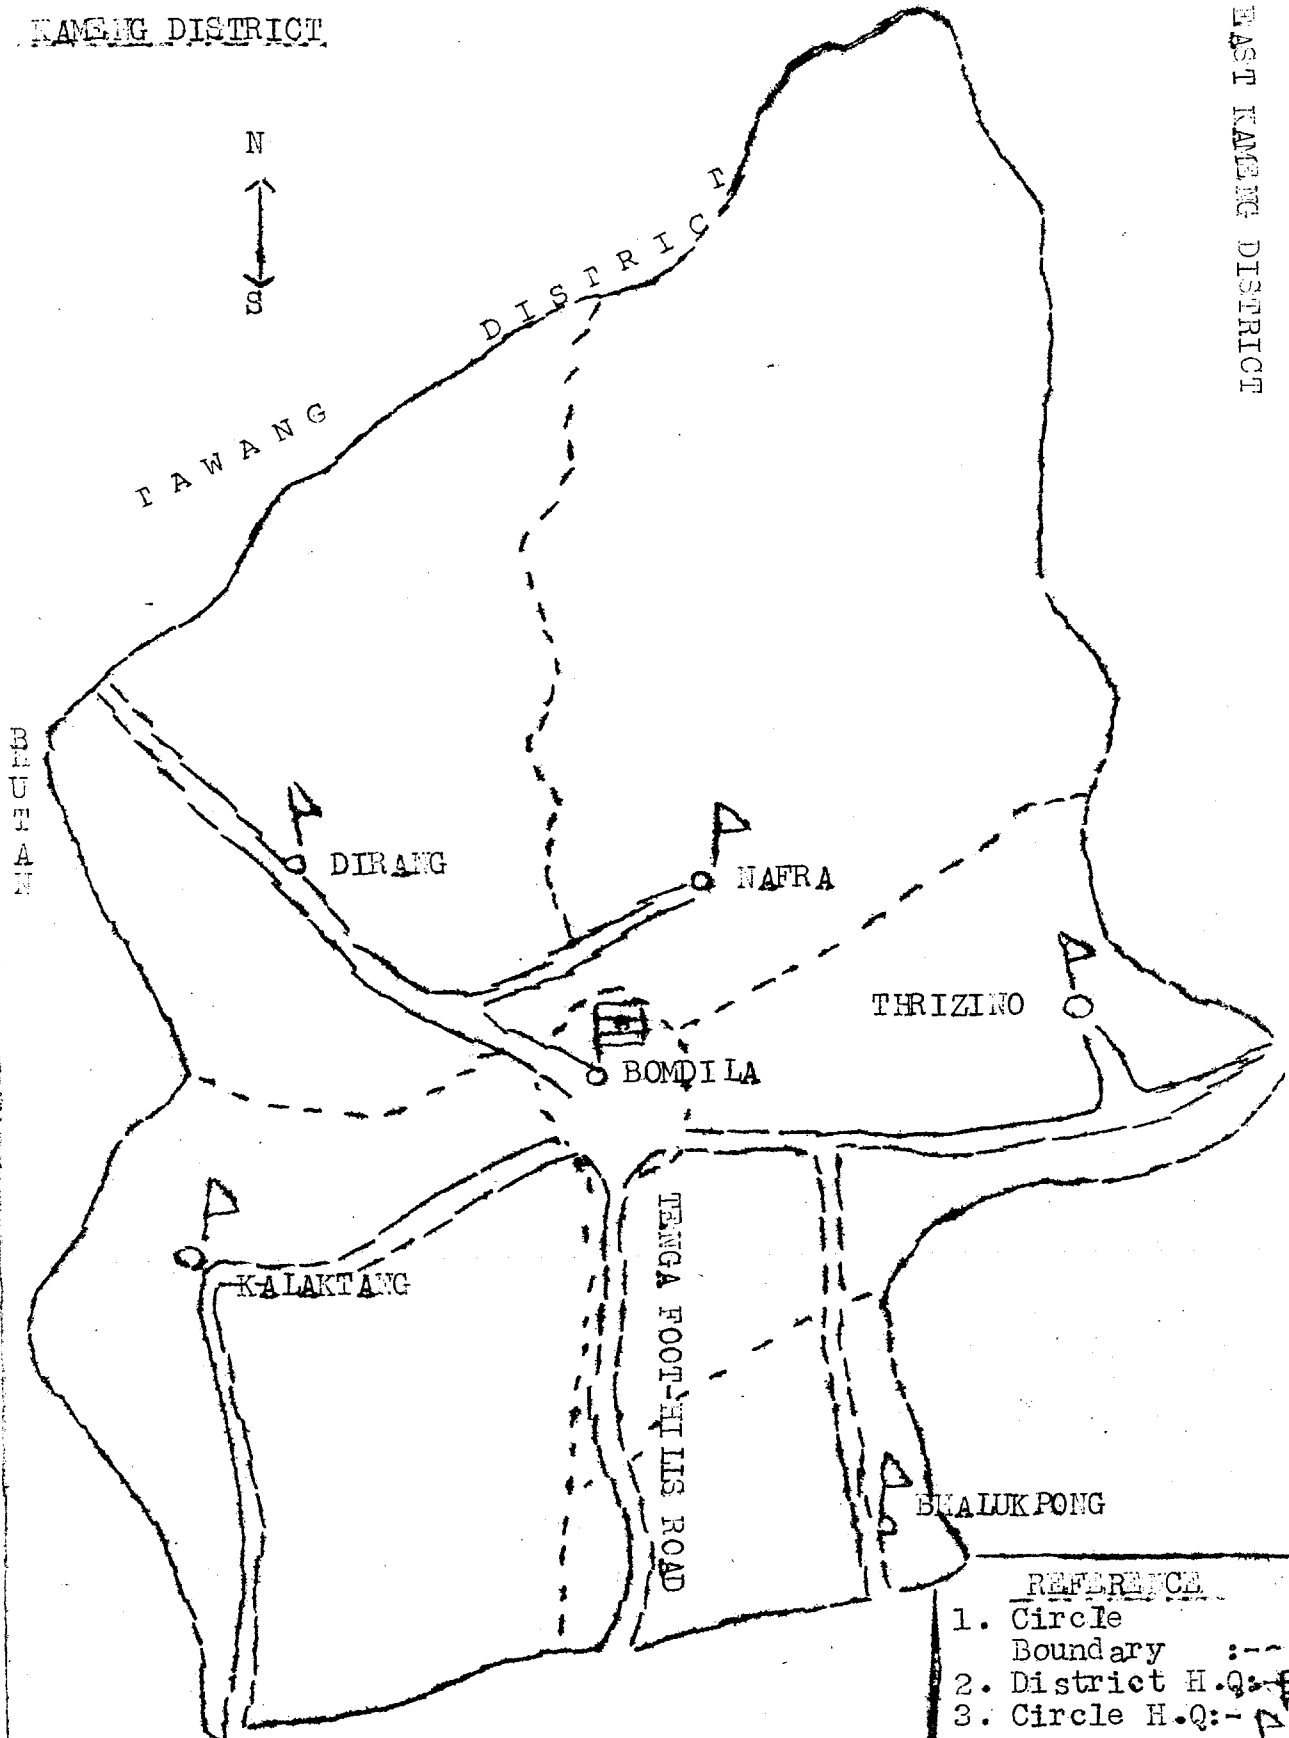 KAMENG DISTRICT
EAST KAMENG DISTRICT
N
S
TAWANG DISTRICT
BHUTAN
DIRANG
NAFRA
THRIZINO
BOMDILA
KALAKTANG
TENGA FOOT-HILLS ROAD
BHALUKPONG
REFERENCE
1. Circle
Boundary :--
2. District H.Q:-
3. Circle H.Q:-